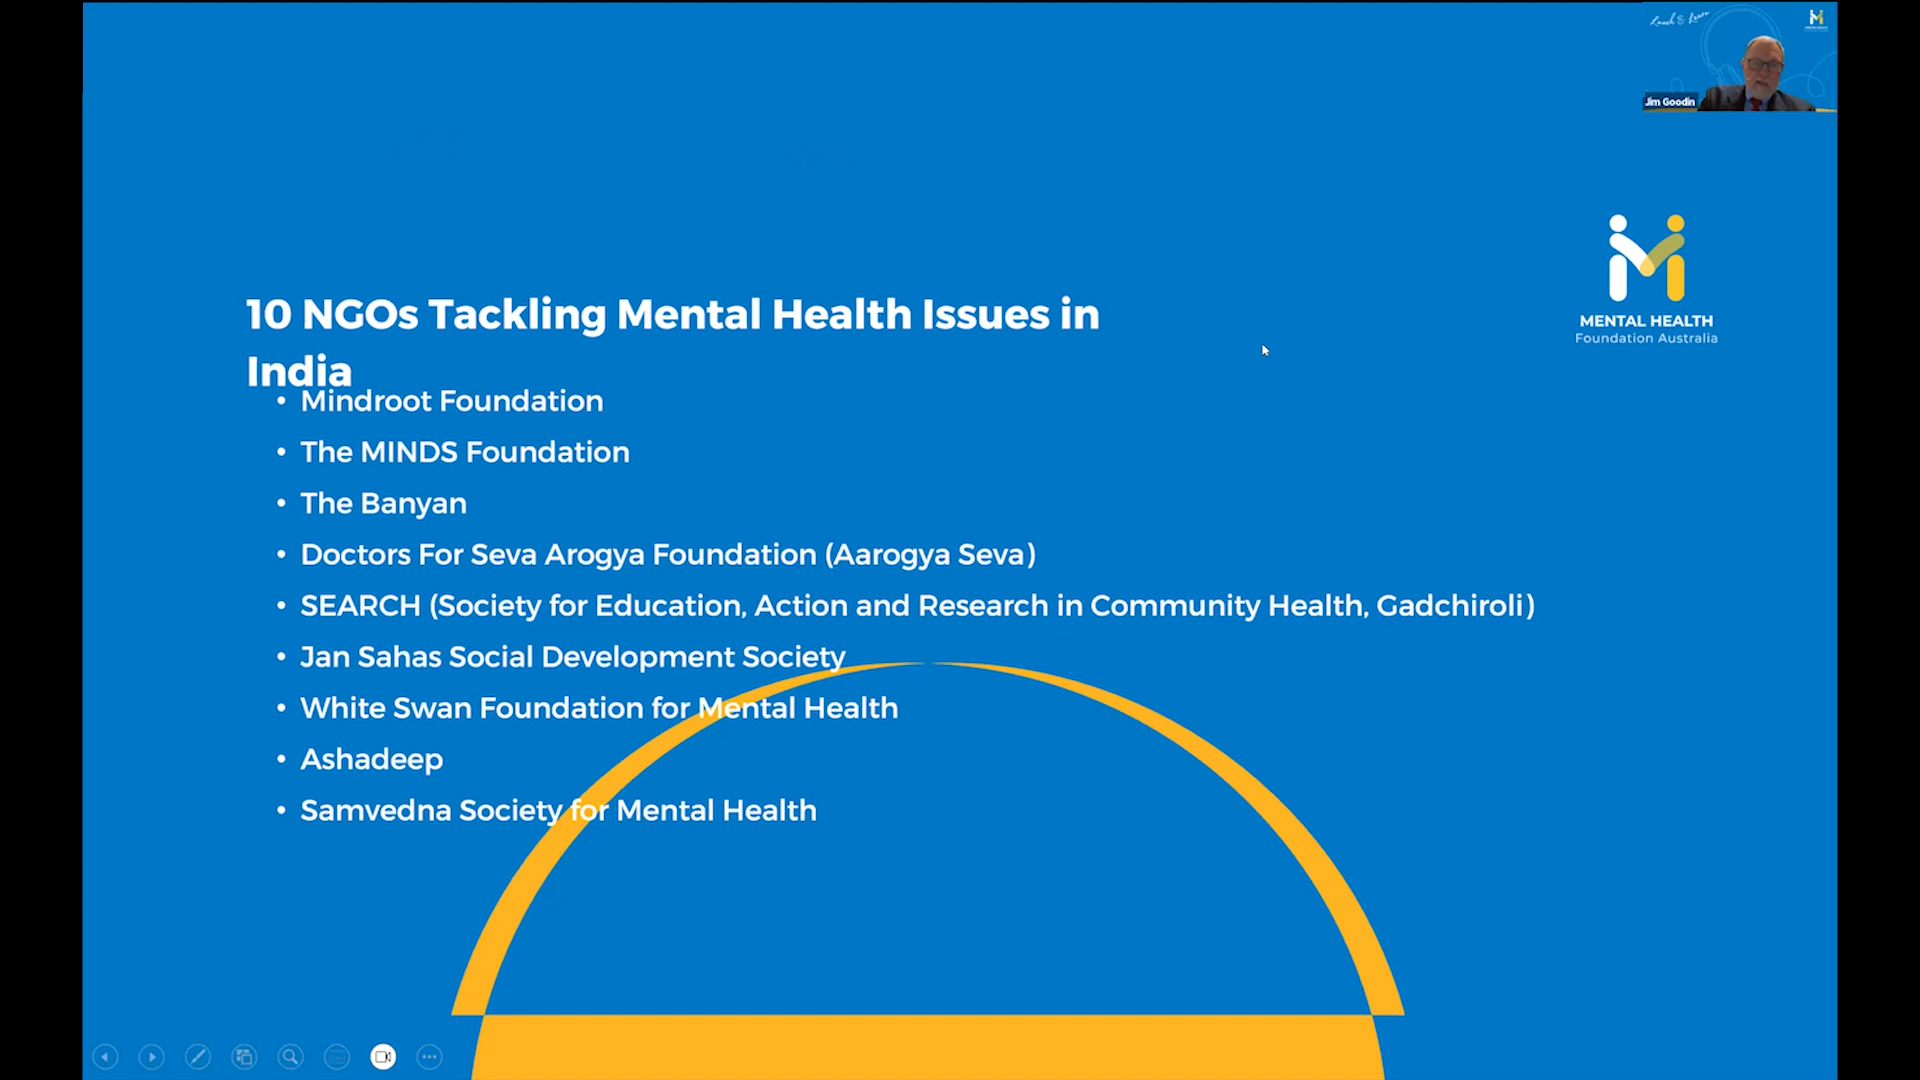 Lunch & Learn
Jim Goodin
MENTAL HEALTH
Foundation Australia
10 NGOs Tackling Mental Health Issues in
India
• Mindroot Foundation
• The MINDS Foundation
• The Banyan
• Doctors For Seva Arogya Foundation (Aarogya Seva)
• SEARCH (Society for Education, Action and Research in Community Health, Gadchiroli)
• Jan Sahas Social Development Society
• White Swan Foundation for Mental Health
• Ashadeep
• Samvedna Society for Mental Health